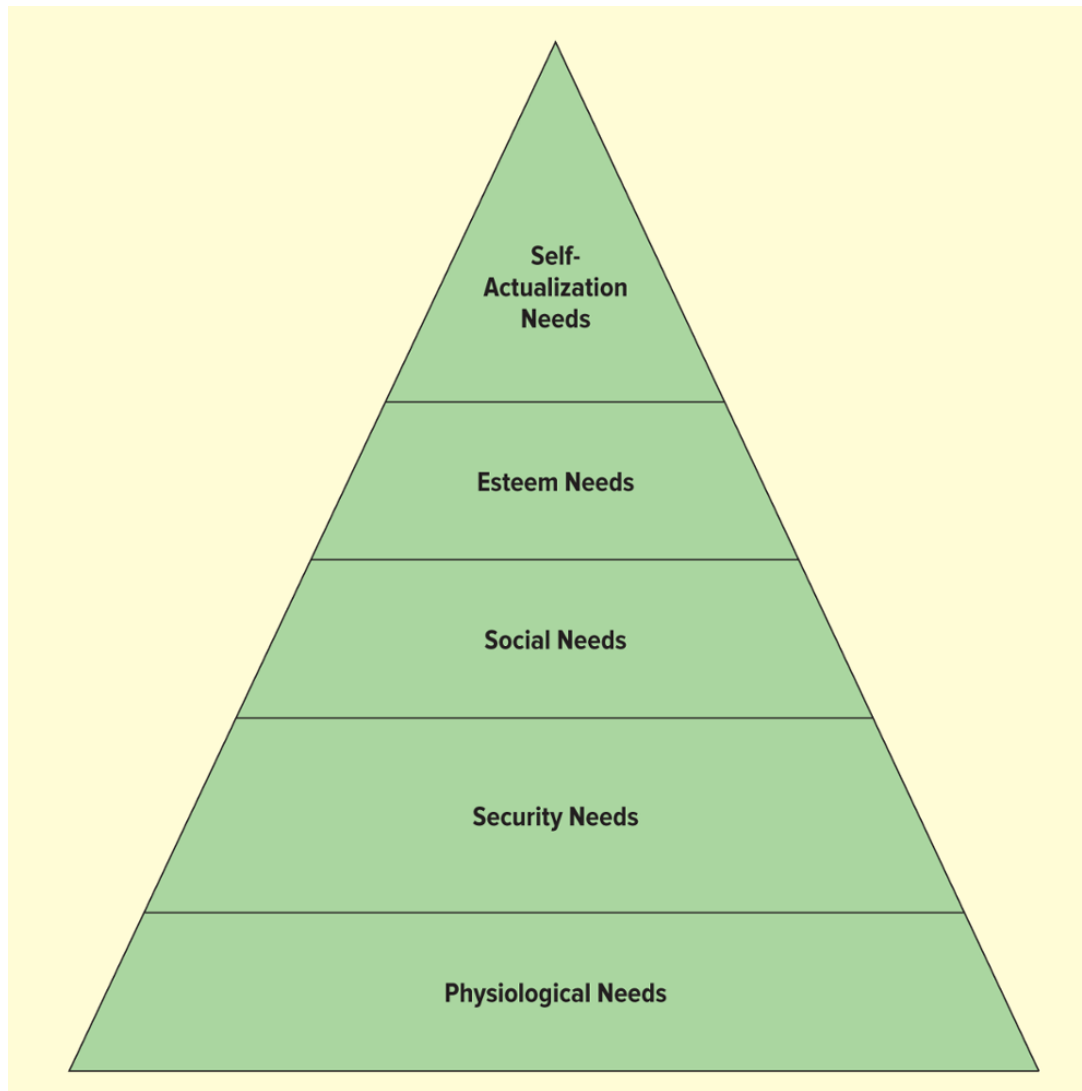 Self-
Actualization
Needs
Esteem Needs
Social Needs
Security Needs
Physiological Needs